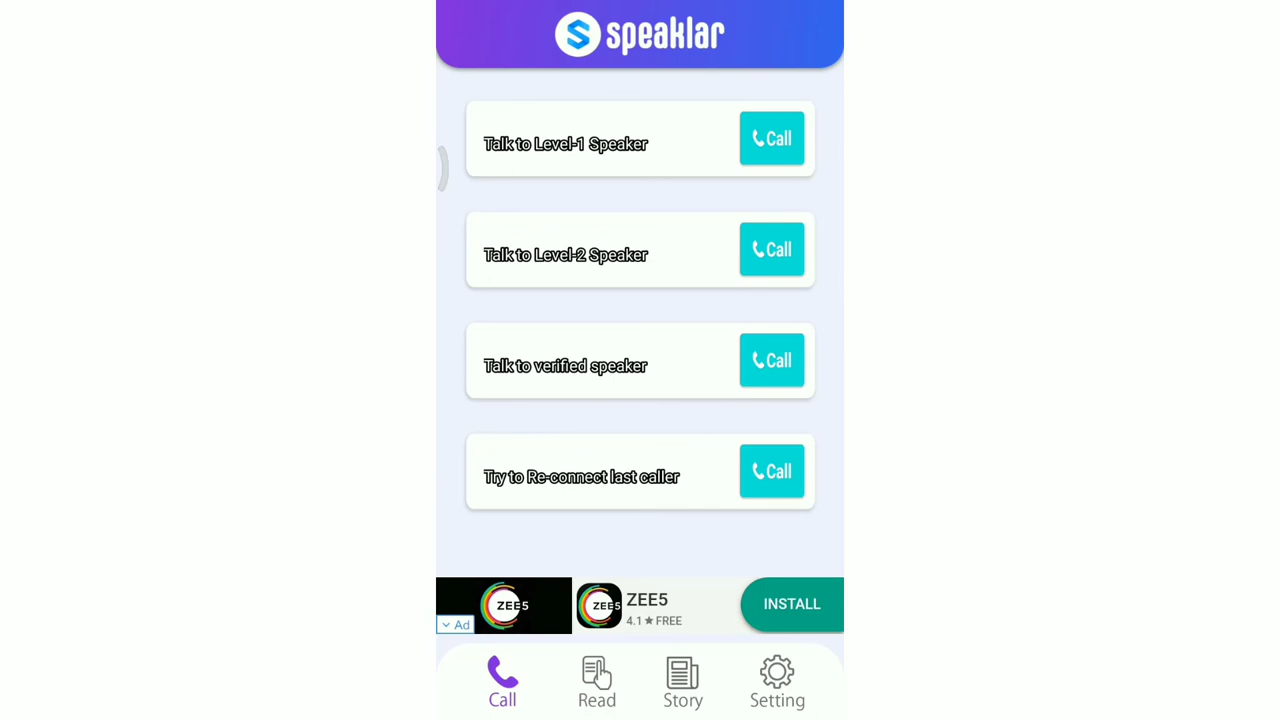 speaklar
Talk to Level-1 Speaker
Call
Talk to Level-2 Speaker
Call
Talk to verified speaker
Call
Try to Re-connect last caller
Call
ZEE5
Ad
ZEE5
ZEE5
4.1 ★ FREE
INSTALL
Call
Read
Story
Setting